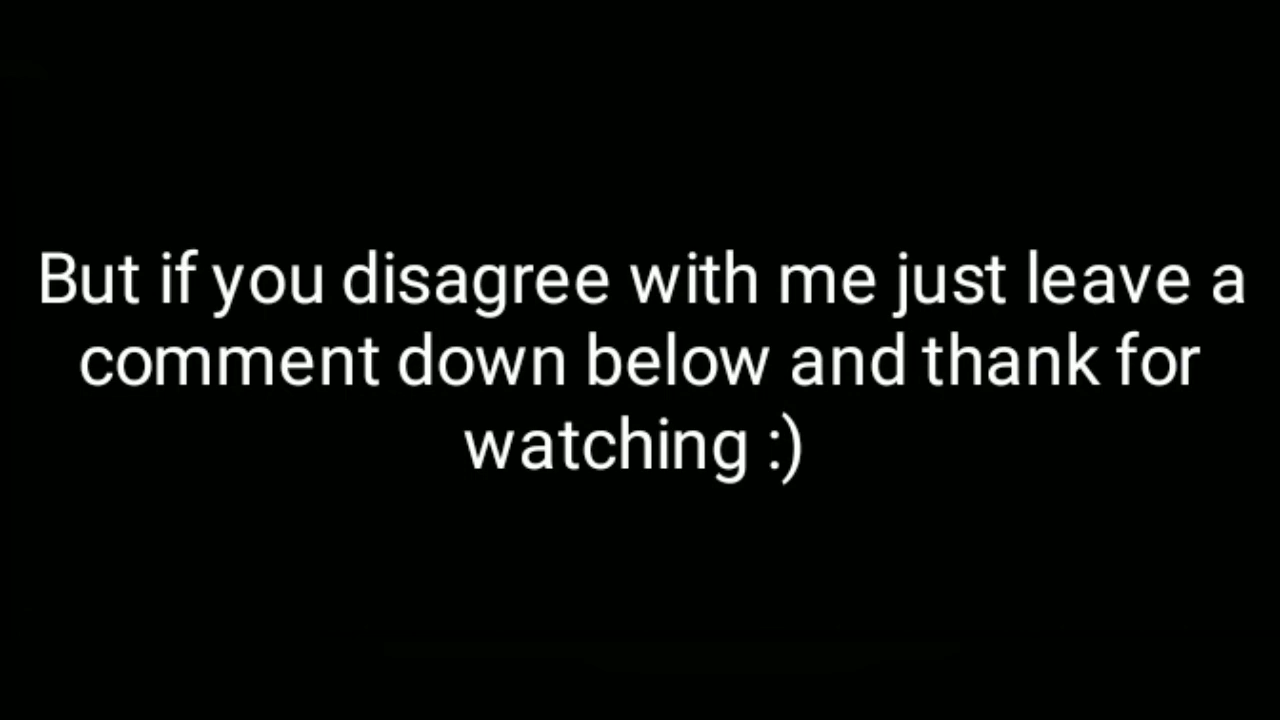 But if you disagree with me just leave a
comment down below and thank for
watching :)